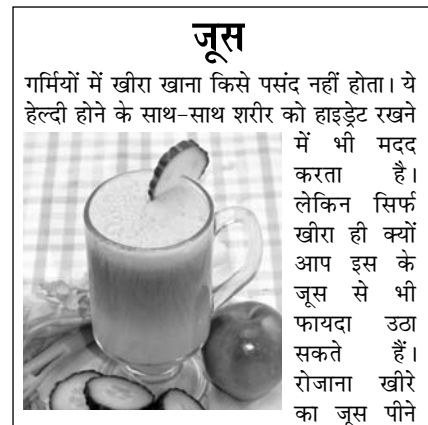 जूस
गर्मियों में खीरा खाना किसे पसंद नहीं होता। ये
हेल्दी होने के साथ-साथ शरीर को हाइड्रेट रखने
में भी मदद
करता है।
लेकिन सिर्फ
खीरा ही क्यों
आप इस के
जूस से भी
फायदा उठा
सकते हैं।
रोजाना खीरे
का जूस पीने